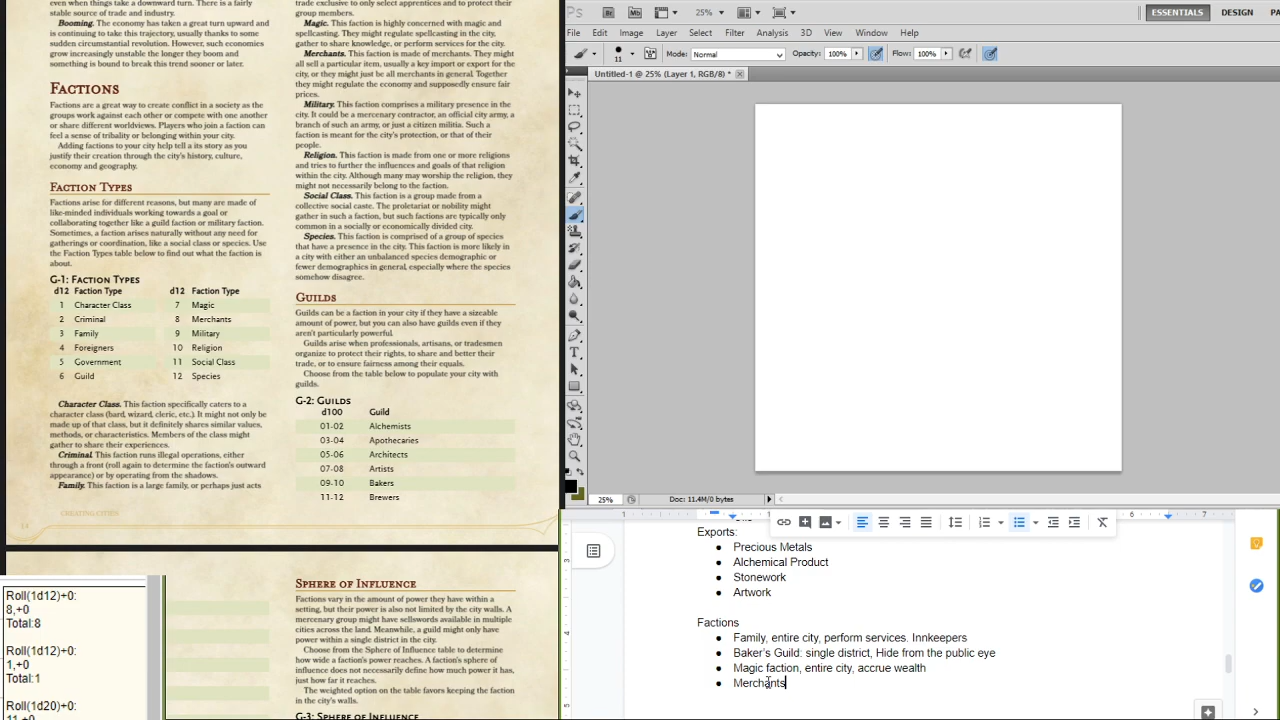 even when things take a downturn. There is a fairly
stable source of trade and industry.
Booming. The economy has taken a great turn upward and
is continuing to take this trajectory, usually thanks to some
sudden circumstantial revolution. However, such economies
grow increasingly unstable the longer they boom and
something is bound to break this trend sooner or later.
Factions
Factions are a great way to create conflict in a society as the
groups work against each other or compete with one another
or share different worldviews. Players who join a faction can
feel a sense of tribality or belonging within your city.
Adding factions to your city help tell a its story as you
justify their creation through the city's history, culture,
economy and geography.
Faction Types
Factions arise for different reasons, but many are made of
like-minded individuals working towards a goal or
collaborating together like a guild faction or military faction.
Sometimes, a faction arises naturally without any need for
gatherings or coordination, like a social class or species. Use
the Faction Types table below to find out what the faction is
about.
G-1: Faction Types
d12 Faction Type d12 Faction Type
1 Character Class 7 Magic
2 Criminal 8 Merchants
3 Family 9 Military
4 Foreigners 10 Religion
5 Government 11 Social Class
6 Guild 12 Species
Character Class. This faction specifically caters to a
character class (bard, wizard, cleric, etc.). It might not only be
made up of that class, but it definitely shares similar values,
methods, or characteristics. Members of the class might
gather to share their experiences.
Criminal. This faction runs illegal operations, either
through a front (roll again to determine the faction's outward
appearance) or by operating from the shadows.
Family. This faction is a large family, or perhaps just acts
CREATING CITIES
trade exclusive to only select apprentices and to protect their
group members.
Magic. This faction is highly concerned with magic and
spellcasting. They might regulate spellcasting in the city,
gather to share knowledge, or perform services for the city.
Merchants. This faction is made of merchants. They might
all sell a particular item, usually a key import or export for the
city, or they might just be all merchants in general. Together
they might regulate the economy and supposedly ensure fair
prices.
Military. This faction comprises a military presence in the
city. It could be a mercenary contractor, an official city army, a
branch of such an army, or just a citizen militia. Such a
faction is meant for the city's protection, or that of their
people.
Religion. This faction is made from one or more religions
and tries to further the influences and goals of that religion
within the city. Although many may worship the religion, they
might not necessarily belong to the faction.
Social Class. This faction is a group made from a
collective social caste. The proletariat or nobility might
gather in such a faction, but such factions are typically only
common in a socially or economically divided city.
Species. This faction is comprised of a group of species
that have a presence in the city. This faction is more likely in
a city with either an unbalanced species demographic or
fewer demographics in general, especially where the species
somehow disagree.
Guilds
Guilds can be a faction in your city if they have a sizeable
amount of power, but you can also have guilds even if they
aren't particularly powerful.
Guilds arise when professionals, artisans, or tradesmen
organize to protect their rights, to share and better their
trade, or to ensure fairness among their equals.
Choose from the table below to populate your city with
guilds.
G-2: Guilds
d100 Guild
01-02 Alchemists
03-04 Apothecaries
05-06 Architects
07-08 Artists
09-10 Bakers
11-12 Brewers
Sphere of Influence
Factions vary in the amount of power they have within a
setting, but their power is also not limited by the city walls. A
mercenary group might have sellswords available in multiple
cities across the land. Meanwhile, a guild might only have
power within a single district in the city.
Choose from the Sphere of Influence table to determine
how wide a faction's power reaches. A faction's sphere of
influence does not necessarily define how much power it has,
just how far it reaches.
The weighted option on the table favors keeping the faction
in the city's walls.
G-3: Sphere of Influence
Roll(1d12)+0:
8,+0
Total:8
Roll(1d12)+0:
1,+0
Total:1
Roll(1d20)+0:
11,+0
PS Br Mb 25% ESSENTIALS
File Edit Image Layer Select Filter Analysis 3D View Window Help
11 Mode: Normal Opacity: 100% Flow: 100%
Untitled-1 @ 25% (Layer 1, RGB/8) *
25% Doc: 11.4M/0 bytes
1 6 7
Exports:
● Precious Metals
● Alchemical Product
● Stonework
● Artwork
Factions
● Family, entire city, certain services. Innkeepers
● Baker's Guild: single district, Hide from the public eye
● Magic faction, environ, accrue wealth
● Merchants
3
4
5